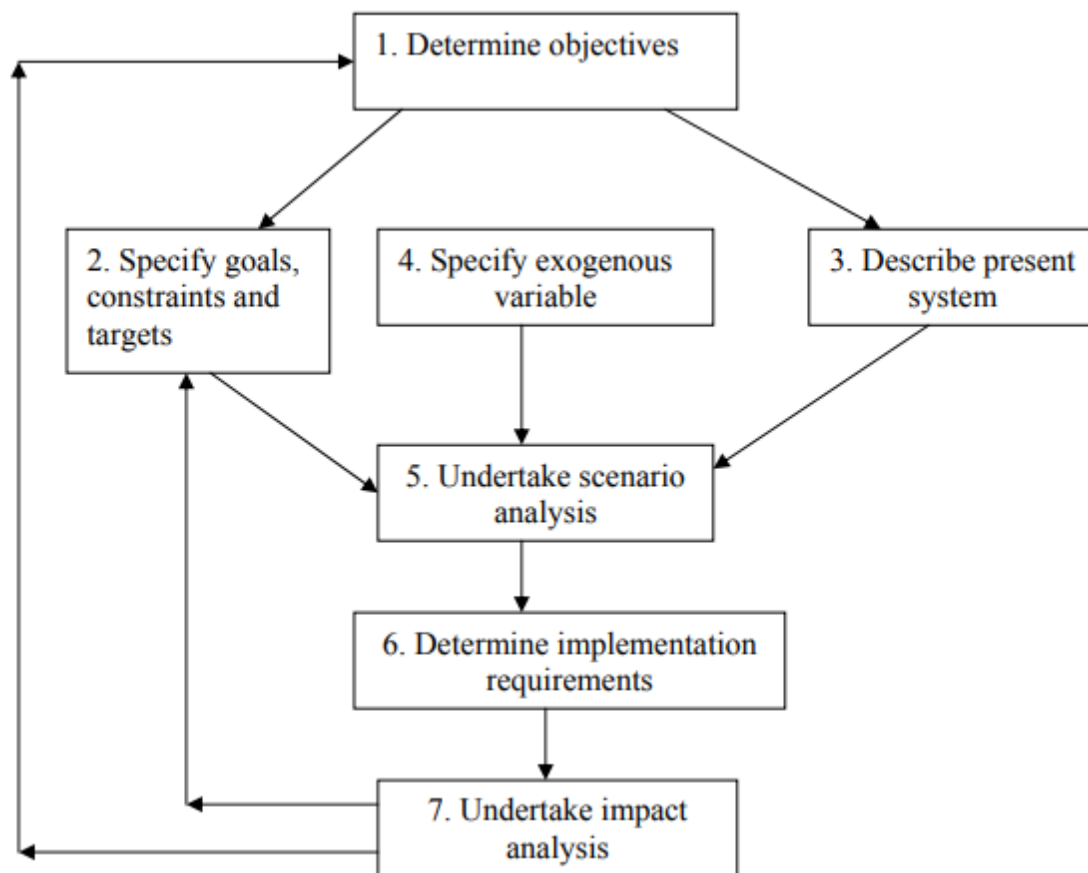 1. Determine objectives
2. Specify goals,
constraints and
targets
4. Specify exogenous
variable
3. Describe present
system
5. Undertake scenario
analysis
6. Determine implementation
requirements
7. Undertake impact
analysis